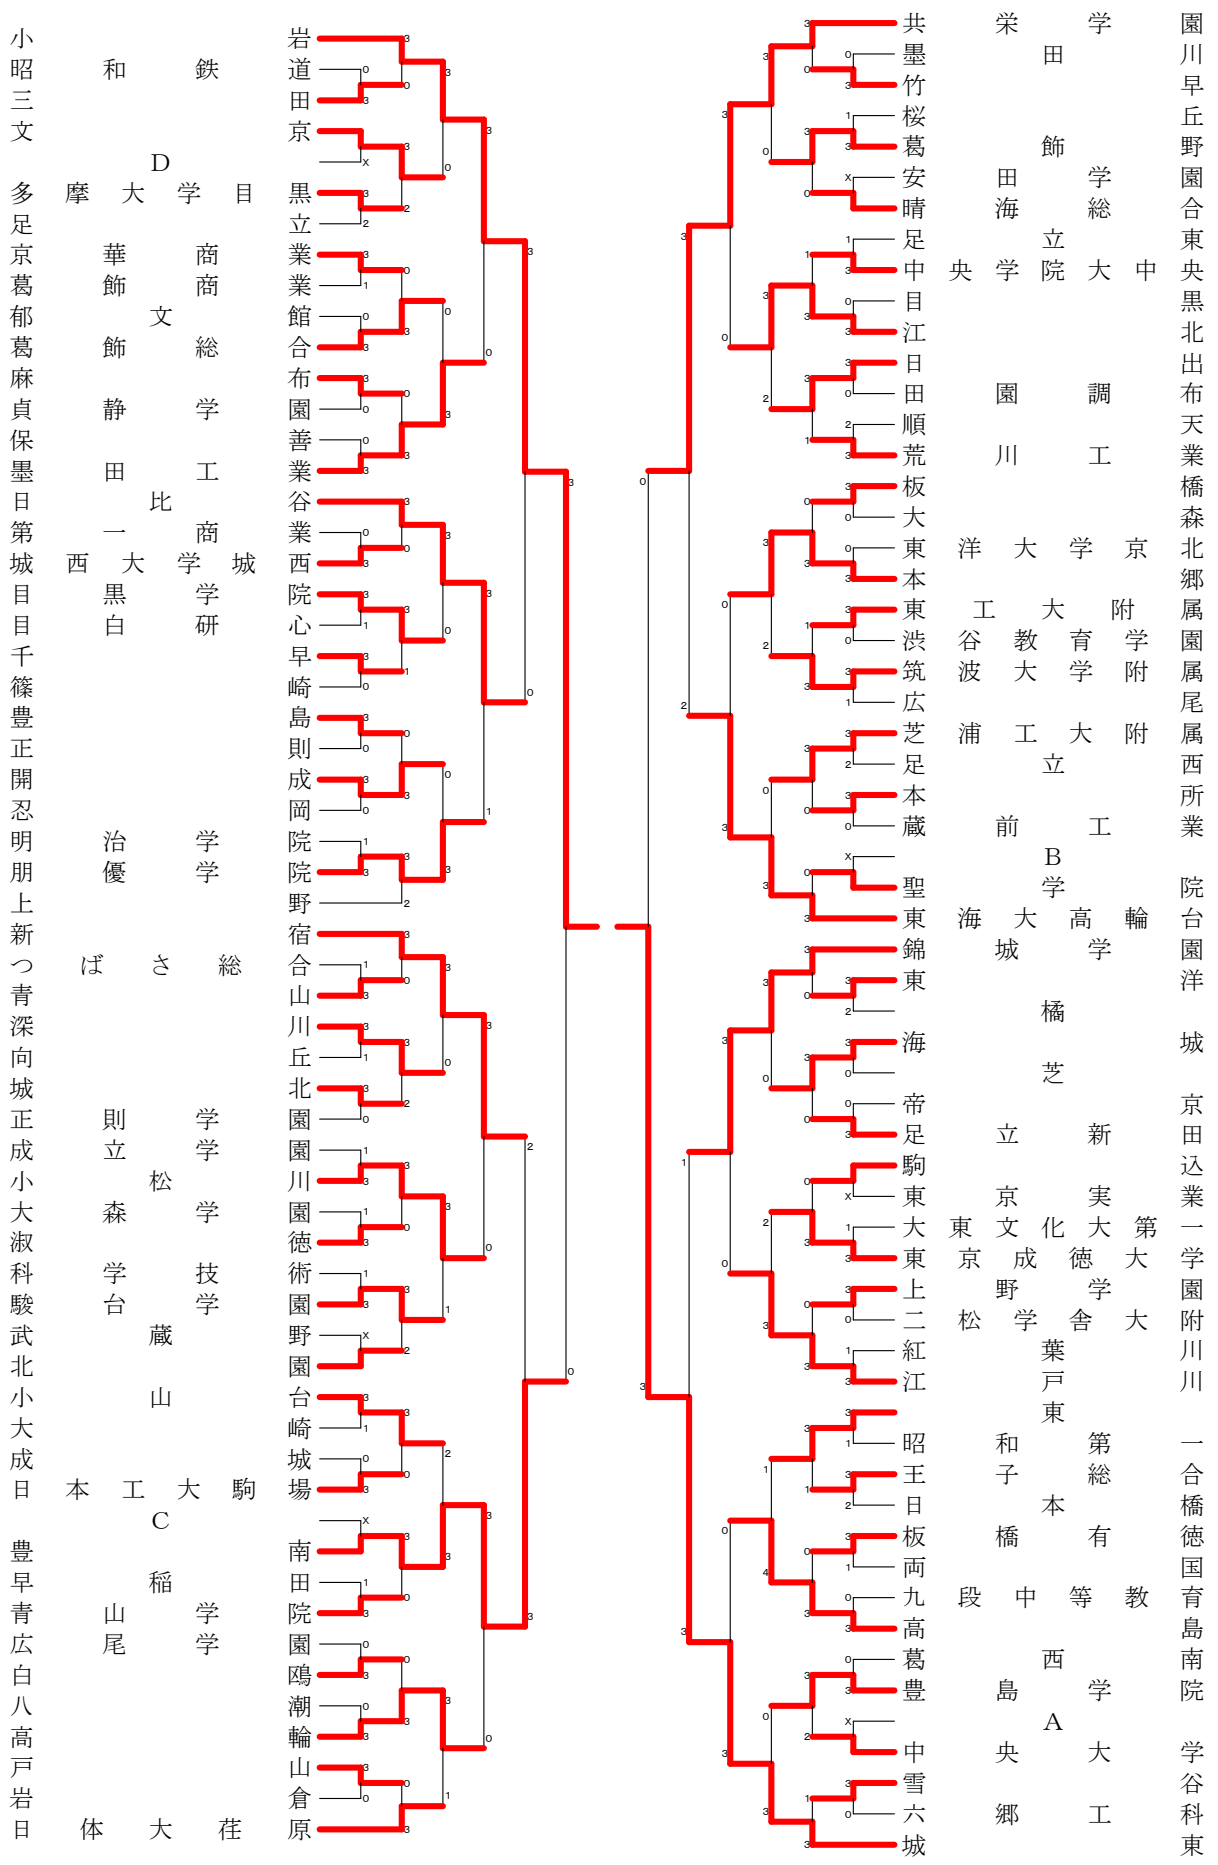 小岩
昭和鉄道
三田
文京
D
多摩大学目黒
足立
京華商業
葛飾商業
郁文館
葛飾総合
麻布
貞静学園
保善
墨田工業
日比谷
第一商業
城西大学城西
目黒学院
目白研心
千早
篠崎
豊島
正則
開成
忍岡
明治学院
朋優学院
上野
新宿
つばさ総合
青山
深川
向丘
城北
正則学園
成立学園
小松川
大森学園
淑徳
科学技術
駿台学園
武蔵野
北園
小山台
大崎
成城
日本工大駒場
C
豊南
早稲田
青山学院
広尾学園
白鴎
八潮
高輪
戸山
岩倉
日体大荏原
共栄学園
墨田川
竹早
桜丘
葛飾野
安田学園
晴海総合
足立東
中央学院大中央
目黒
江北
日出
田園調布
順天
荒川工業
板橋
大森
東洋大学京北
本郷
東工大附属
渋谷教育学園
筑波大学附属
広尾
芝浦工大附属
足立西
本所
蔵前工業
B
聖学院
東海大高輪台
錦城学園
東洋
橘
海城
芝
帝京
足立新田
駒込
東京実業
大東文化大第一
東京成徳大学
上野学園
二松学舎大附
紅葉川
江戸川
東
昭和第一
王子総合
日本橋
板橋有徳
両国
九段中等教育
高島
葛西南
豊島学院
A
中央大学
雪谷
六郷工科
城東